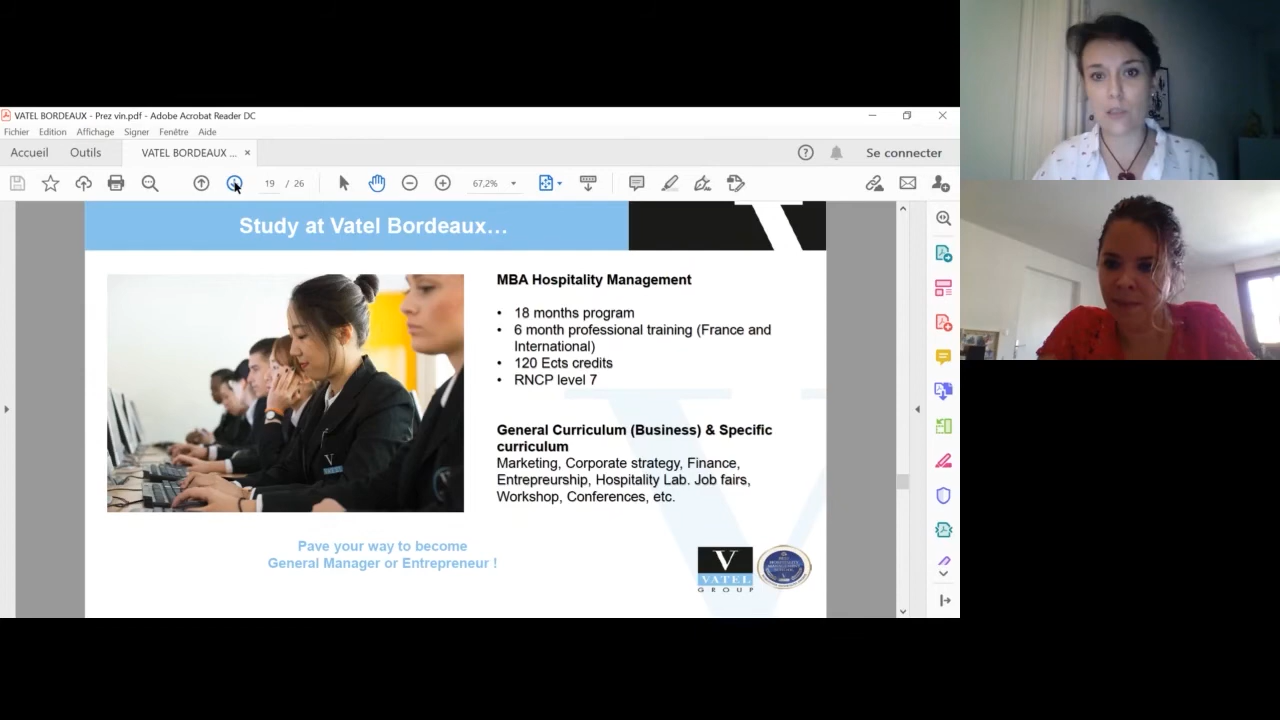 VATEL BORDEAUX - Prez vin.pdf - Adobe Acrobat Reader DC
Fichier Edition Affichage Signer Fenêtre Aide
Accueil Outils VATEL BORDEAUX ... × Se connecter
19 / 26 67,2%
Study at Vatel Bordeaux...
MBA Hospitality Management
• 18 months program
• 6 month professional training (France and
International)
• 120 Ects credits
• RNCP level 7
General Curriculum (Business) & Specific
curriculum
Marketing, Corporate strategy, Finance,
Entrepreurship, Hospitality Lab. Job fairs,
Workshop, Conferences, etc.
Pave your way to become
General Manager or Entrepreneur !
V
VATEL
GROUP